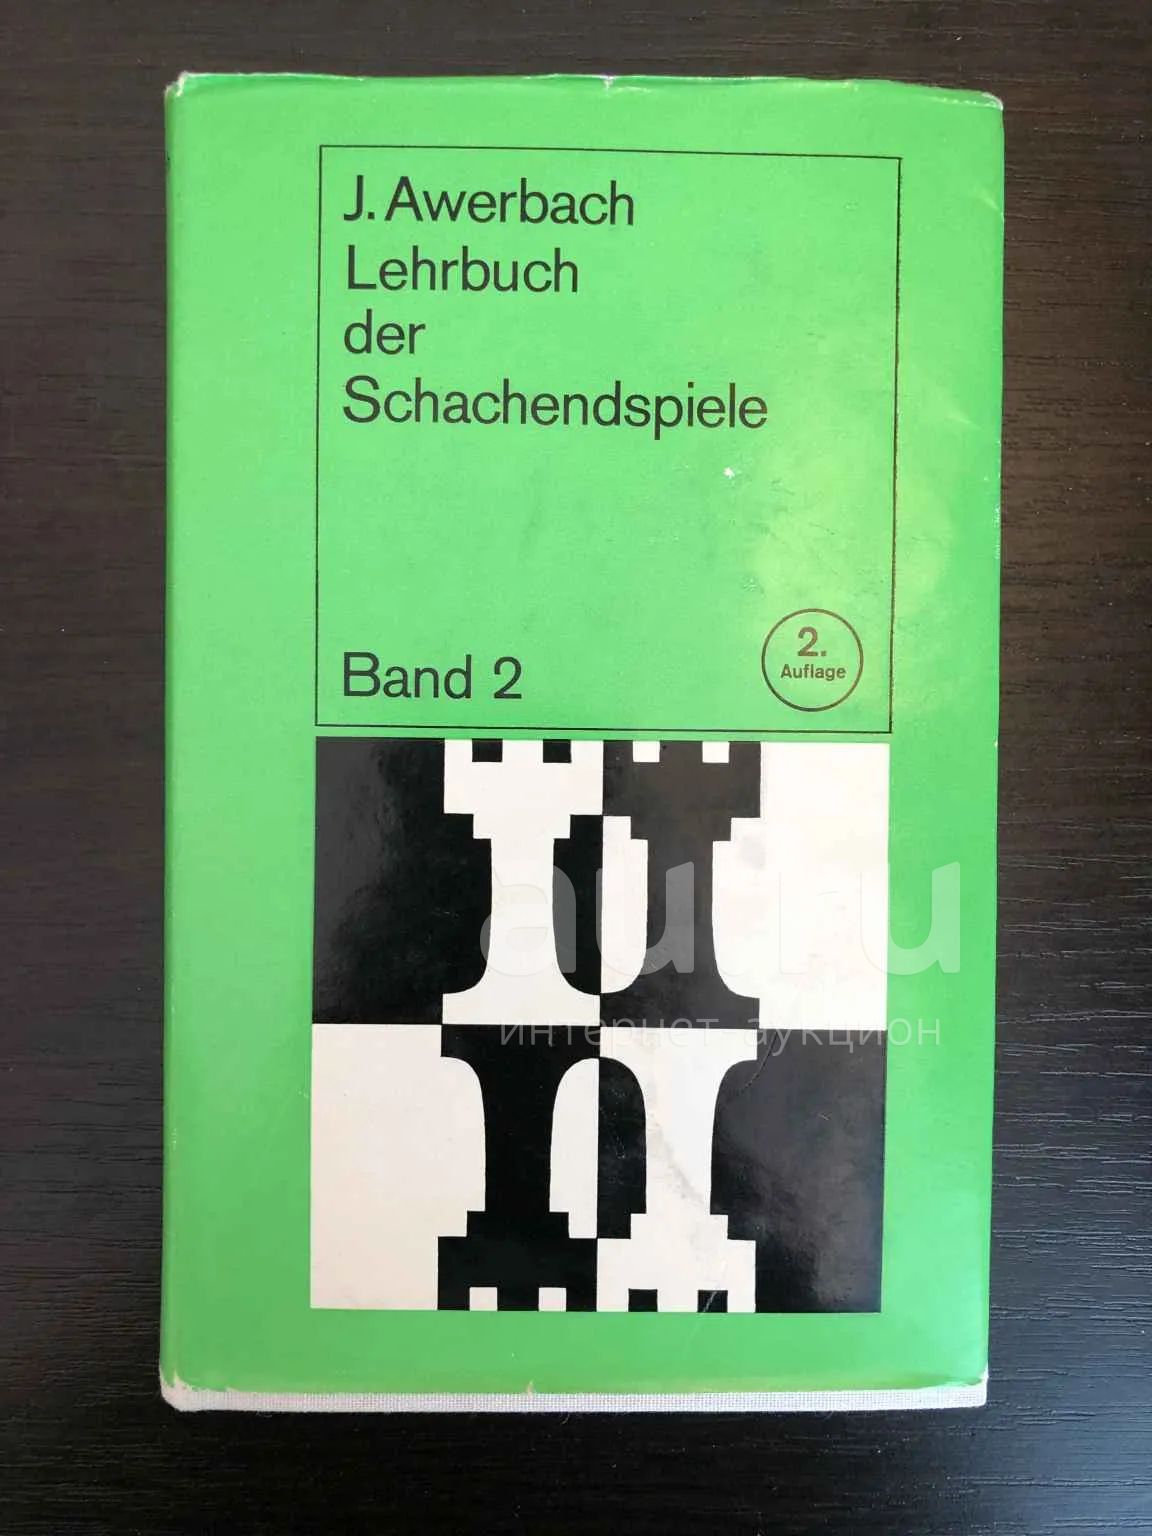 J. Awerbach
Lehrbuch
der
Schachendspiele
Band 2
2.
Auflage
au.ru
интернет-аукцион